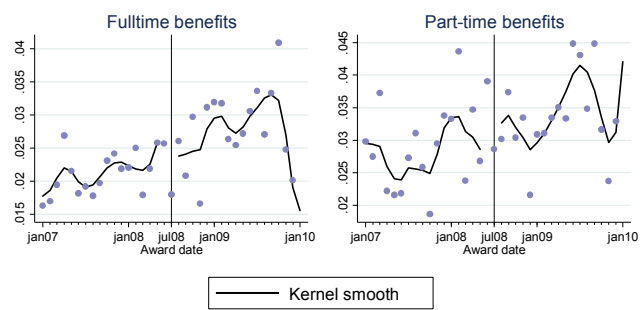 Fulltime benefits
.04
.035
.03
.025
.02
.015
jan07
jan08
jul08
jan09
jan10
Award date
Part-time benefits
.045
.04
.035
.03
.025
.02
jan07
jan08
jul08
jan09
jan10
Award date
Kernel smooth